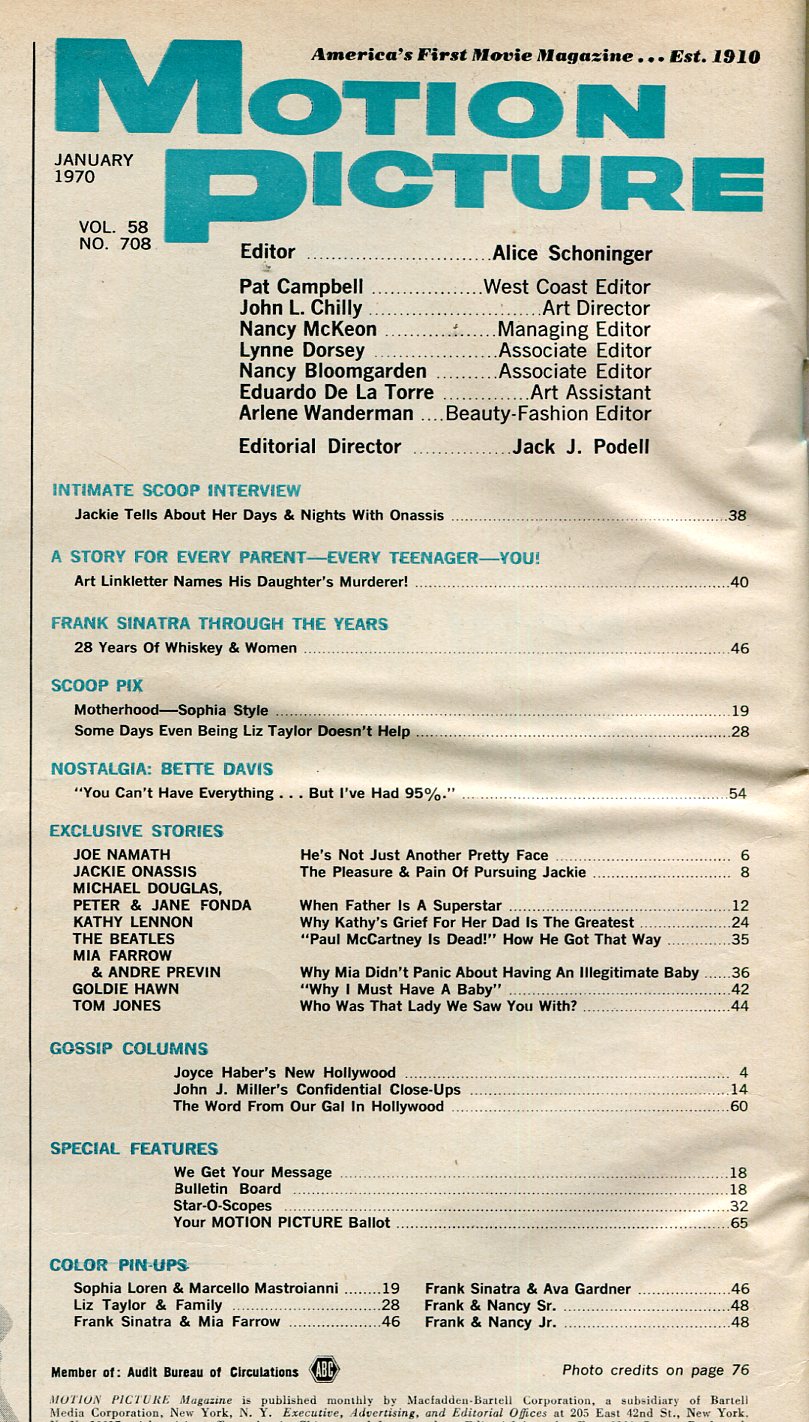 America's First Movie Magazine . . . Est. 1910
MOTION
PICTURE
JANUARY
1970
VOL. 58
NO. 708
Editor ............................ Alice Schoninger
Pat Campbell .................West Coast Editor
John L. Chilly ..........................Art Director
Nancy McKeon .................Managing Editor
Lynne Dorsey ...................Associate Editor
Nancy Bloomgarden .........Associate Editor
Eduardo De La Torre .............Art Assistant
Arlene Wanderman ....Beauty-Fashion Editor
Editorial Director ...............Jack J. Podell
INTIMATE SCOOP INTERVIEW
Jackie Tells About Her Days & Nights With Onassis ..........38
A STORY FOR EVERY PARENT—EVERY TEENAGER—YOU!
Art Linkletter Names His Daughter's Murderer! ..........40
FRANK SINATRA THROUGH THE YEARS
28 Years Of Whiskey & Women ..........46
SCOOP PIX
Motherhood—Sophia Style ..........19
Some Days Even Being Liz Taylor Doesn't Help ..........28
NOSTALGIA: BETTE DAVIS
"You Can't Have Everything . . . But I've Had 95%." ..........54
EXCLUSIVE STORIES
JOE NAMATH He's Not Just Another Pretty Face .......... 6
JACKIE ONASSIS The Pleasure & Pain Of Pursuing Jackie .......... 8
MICHAEL DOUGLAS,
PETER & JANE FONDA When Father Is A Superstar ..........12
KATHY LENNON Why Kathy's Grief For Her Dad Is The Greatest ..........24
THE BEATLES "Paul McCartney Is Dead!" How He Got That Way ..........35
MIA FARROW
& ANDRE PREVIN Why Mia Didn't Panic About Having An Illegitimate Baby ......36
GOLDIE HAWN "Why I Must Have A Baby" ..........42
TOM JONES Who Was That Lady We Saw You With? ..........44
GOSSIP COLUMNS
Joyce Haber's New Hollywood .......... 4
John J. Miller's Confidential Close-Ups ..........14
The Word From Our Gal In Hollywood ..........60
SPECIAL FEATURES
We Get Your Message ..........18
Bulletin Board ..........18
Star-O-Scopes ..........32
Your MOTION PICTURE Ballot ..........65
COLOR PIN-UPS
Sophia Loren & Marcello Mastroianni ........19 Frank Sinatra & Ava Gardner ..........46
Liz Taylor & Family ..........28 Frank & Nancy Sr. ..........48
Frank Sinatra & Mia Farrow ..........46 Frank & Nancy Jr. ..........48
Member of: Audit Bureau of Circulations ABC Photo credits on page 76
MOTION PICTURE Magazine is published monthly by Macfadden-Bartell Corporation, a subsidiary of Bartell
Media Corporation, New York, N. Y. Executive, Advertising, and Editorial Offices at 205 East 42nd St., New York.